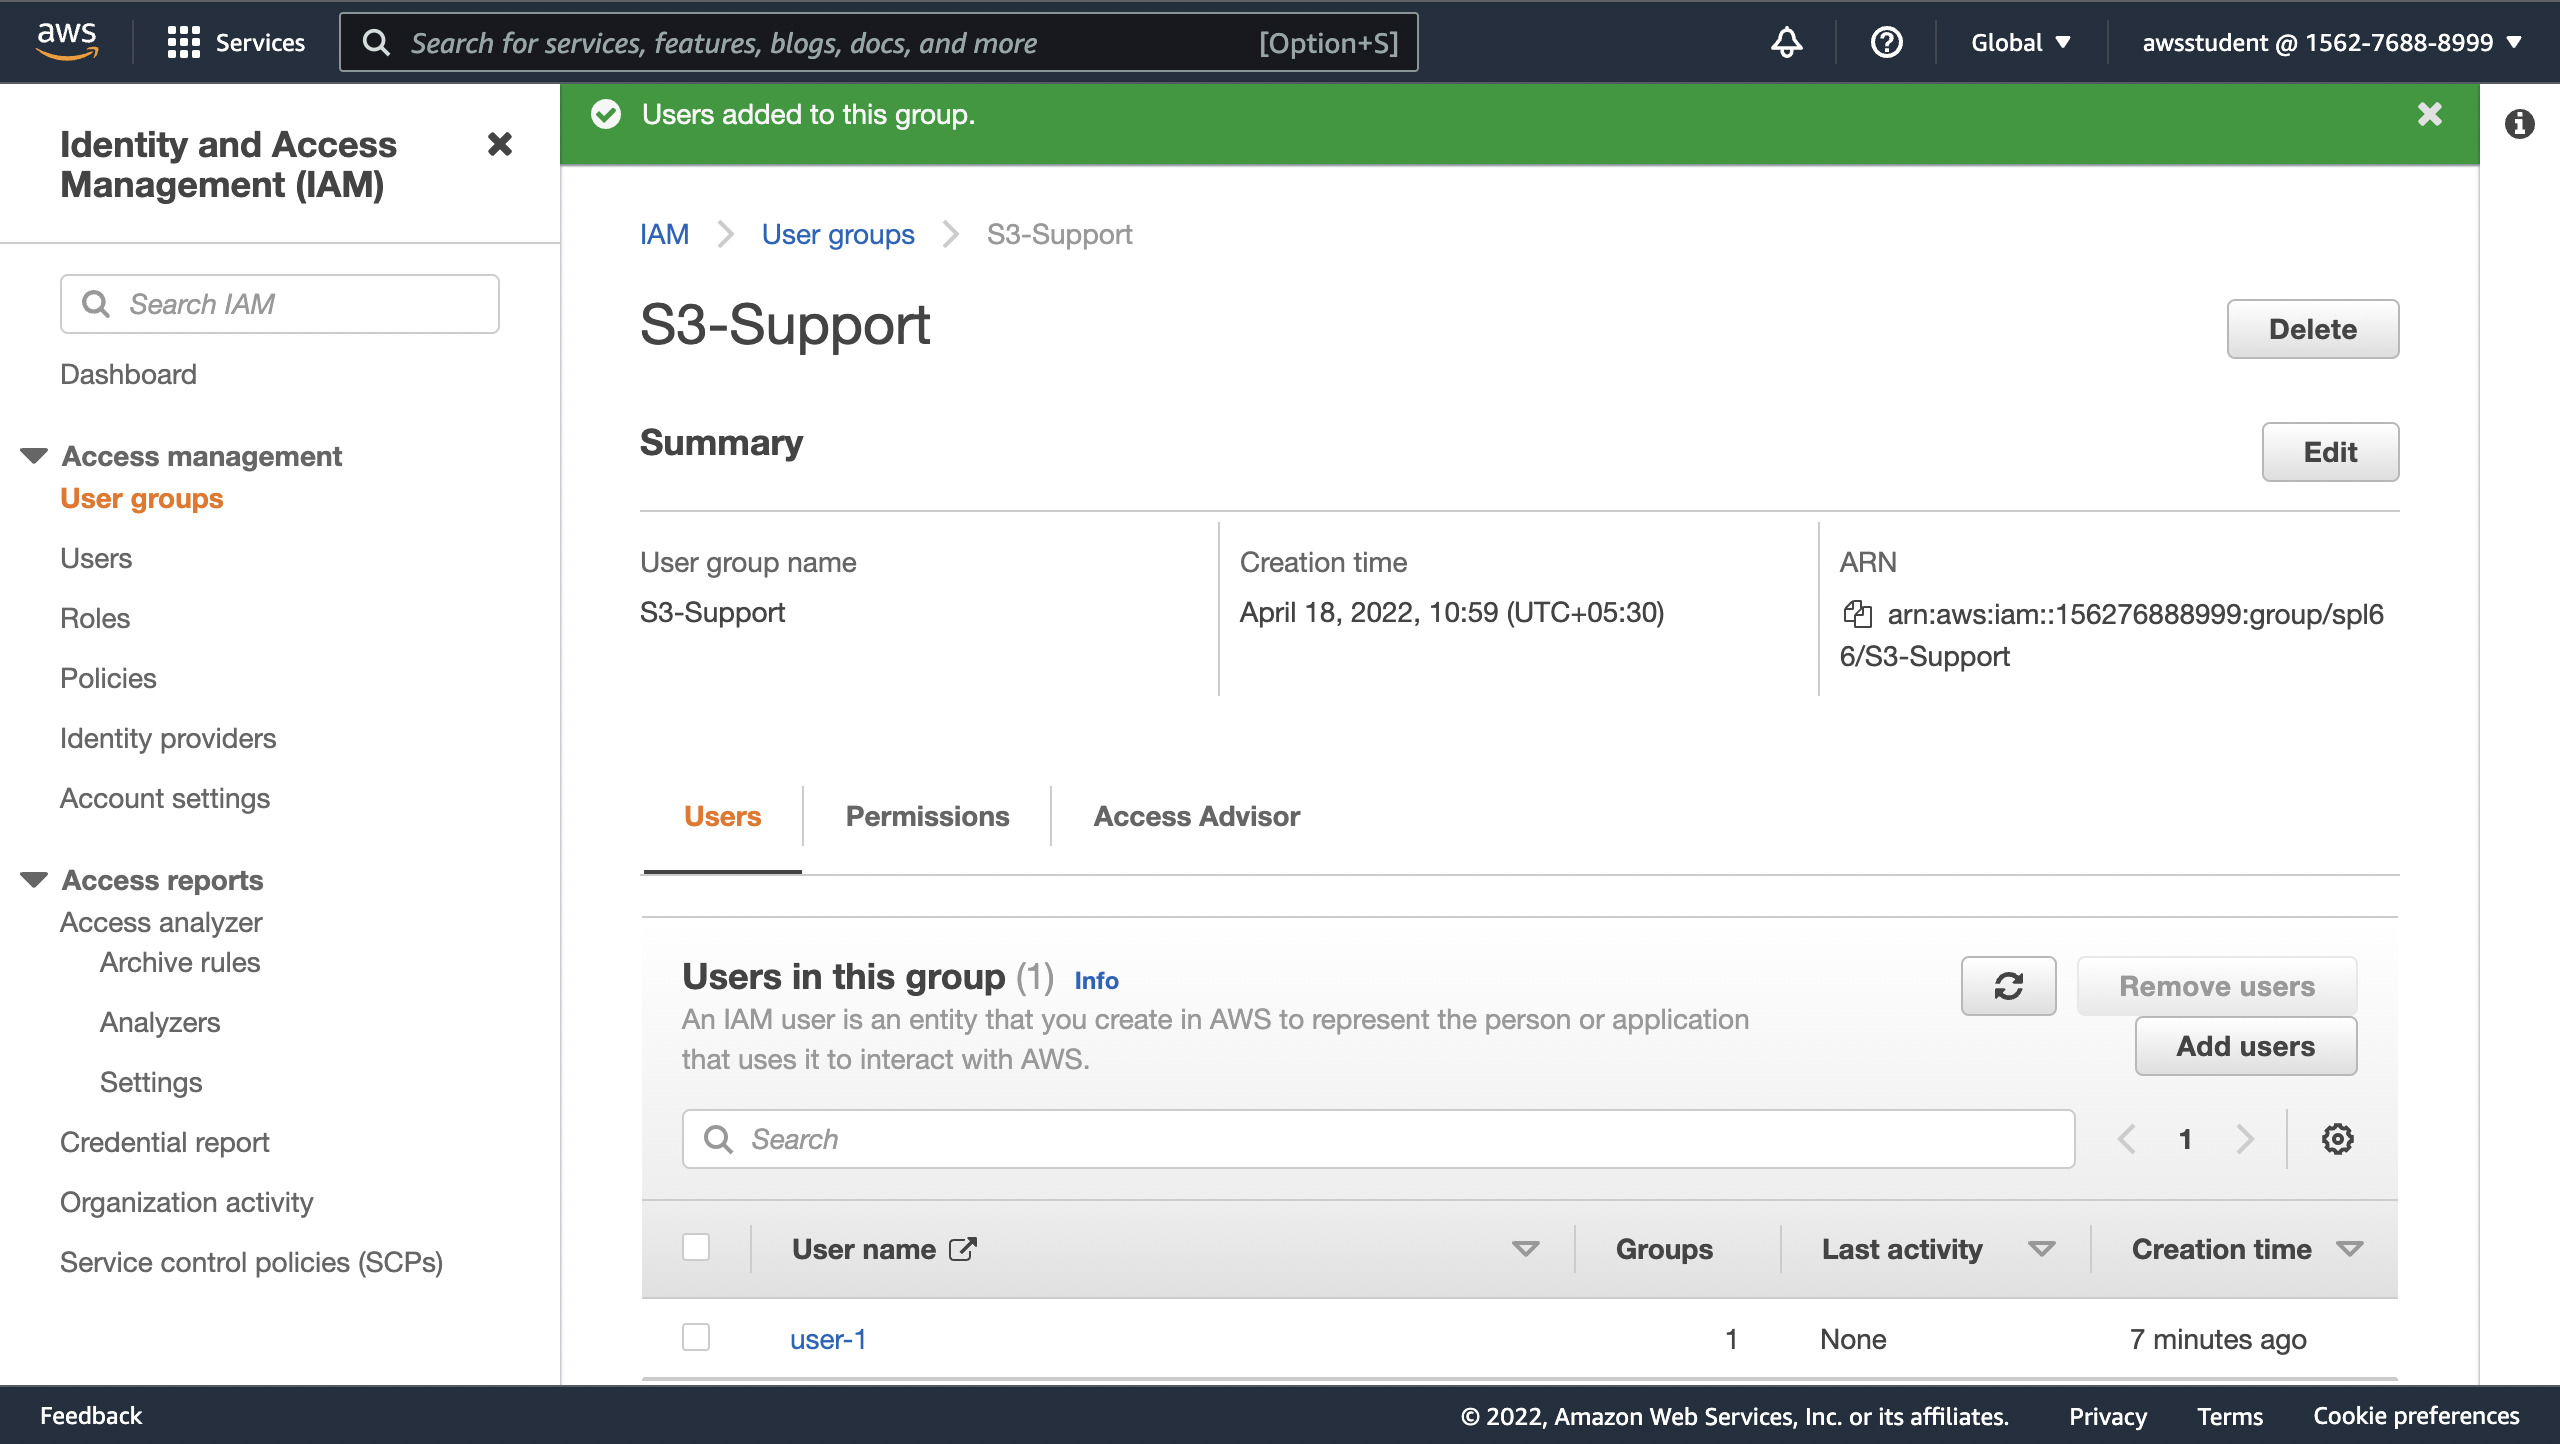 aws
Services
Search for services, features, blogs, docs, and more
[Option+S]
Global
awsstudent @ 1562-7688-8999
Identity and Access
Management (IAM)
Search IAM
Dashboard
Access management
User groups
Users
Roles
Policies
Identity providers
Account settings
Access reports
Access analyzer
Archive rules
Analyzers
Settings
Credential report
Organization activity
Service control policies (SCPs)
Users added to this group.
IAM
User groups
S3-Support
S3-Support
Delete
Summary
Edit
User group name
S3-Support
Creation time
April 18, 2022, 10:59 (UTC+05:30)
ARN
arn:aws:iam::156276888999:group/spl6
6/S3-Support
Users
Permissions
Access Advisor
Users in this group (1) Info
An IAM user is an entity that you create in AWS to represent the person or application
that uses it to interact with AWS.
Remove users
Add users
Search
1
User name
Groups
Last activity
Creation time
user-1
1
None
7 minutes ago
Feedback
© 2022, Amazon Web Services, Inc. or its affiliates.
Privacy
Terms
Cookie preferences